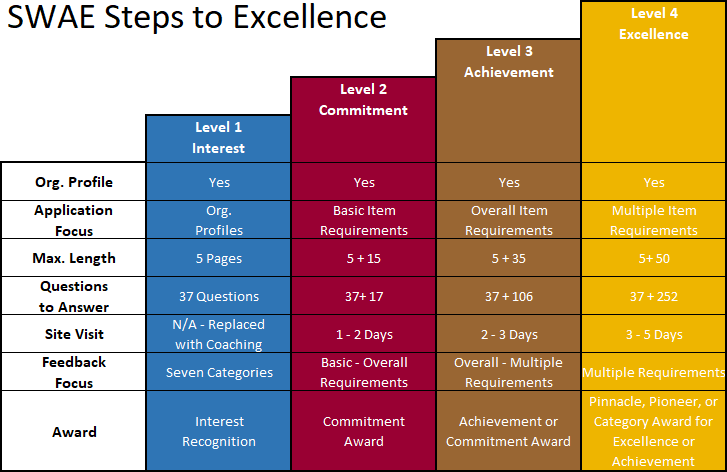 SWAE Steps to Excellence
Level 1
Interest
Level 2
Commitment
Level 3
Achievement
Level 4
Excellence
Org. Profile
Yes
Yes
Yes
Yes
Application
Focus
Org.
Profiles
Basic Item
Requirements
Overall Item
Requirements
Multiple Item
Requirements
Max. Length
5 Pages
5 + 15
5 + 35
5+ 50
Questions
to Answer
37 Questions
37+ 17
37 + 106
37 + 252
Site Visit
N/A - Replaced
with Coaching
1 - 2 Days
2 - 3 Days
3 - 5 Days
Feedback
Focus
Seven Categories
Basic - Overall
Requirements
Overall - Multiple
Requirements
Multiple Requirements
Award
Interest
Recognition
Commitment
Award
Achievement or
Commitment Award
Pinnacle, Pioneer, or
Category Award for
Excellence or
Achievement